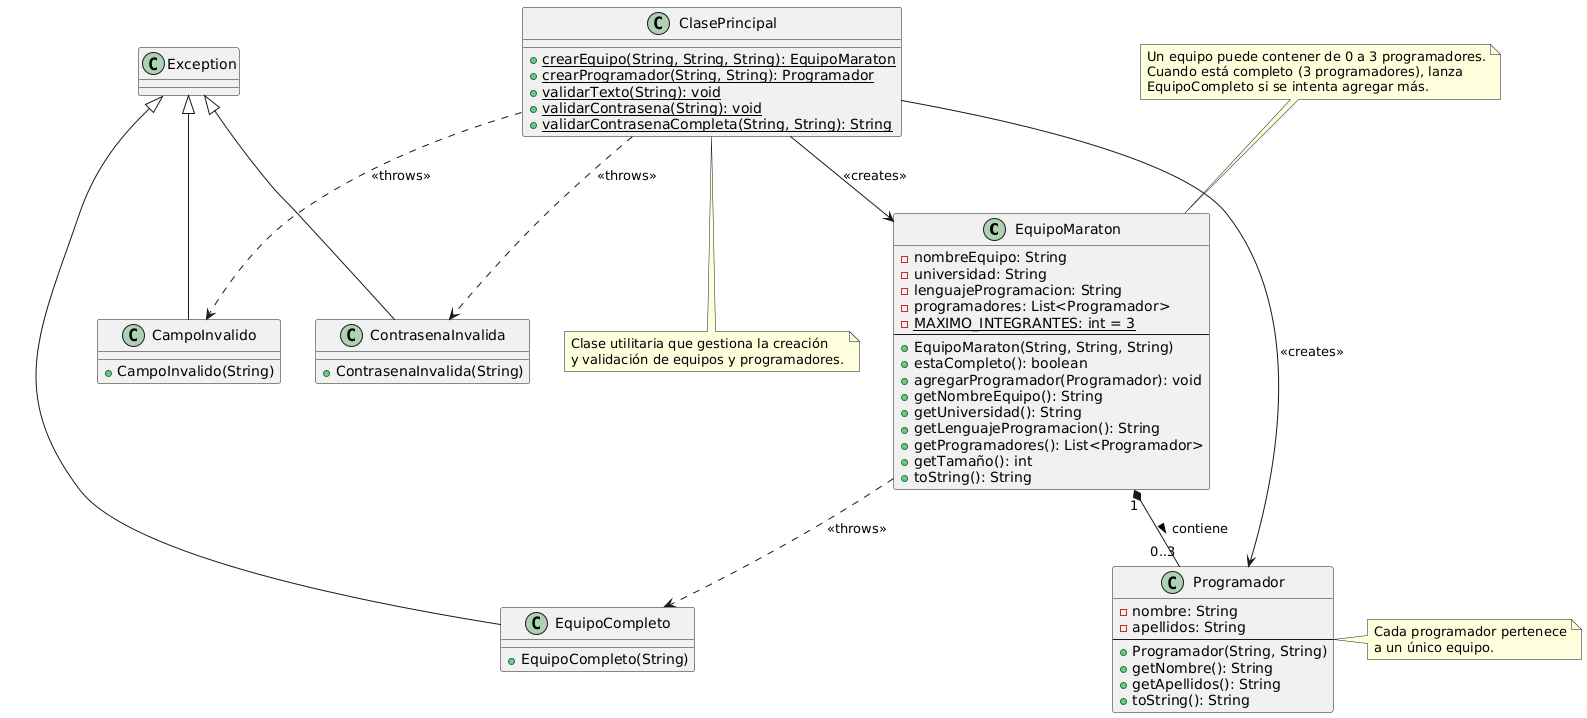 C ClasePrincipal
crearEquipo(String, String, String): EquipoMaraton
crearProgramador(String, String): Programador
validarTexto(String): void
validarContrasena(String): void
validarContrasenaCompleta(String, String): String
C Exception
Un equipo puede contener de 0 a 3 programadores.
Cuando está completo (3 programadores), lanza
EquipoCompleto si se intenta agregar más.
«throws»
«throws»
«creates»
C EquipoMaraton
nombreEquipo: String
universidad: String
lenguajeProgramacion: String
programadores: List<Programador>
MAXIMO_INTEGRANTES: int = 3
EquipoMaraton(String, String, String)
estaCompleto(): boolean
agregarProgramador(Programador): void
getNombreEquipo(): String
getUniversidad(): String
getLenguajeProgramacion(): String
getProgramadores(): List<Programador>
getTamaño(): int
toString(): String
C CampoInvalido
CampoInvalido(String)
C ContrasenaInvalida
ContrasenaInvalida(String)
Clase utilitaria que gestiona la creación
y validación de equipos y programadores.
«creates»
«throws»
1
contiene
0..3
C EquipoCompleto
EquipoCompleto(String)
C Programador
nombre: String
apellidos: String
Programador(String, String)
getNombre(): String
getApellidos(): String
toString(): String
Cada programador pertenece
a un único equipo.